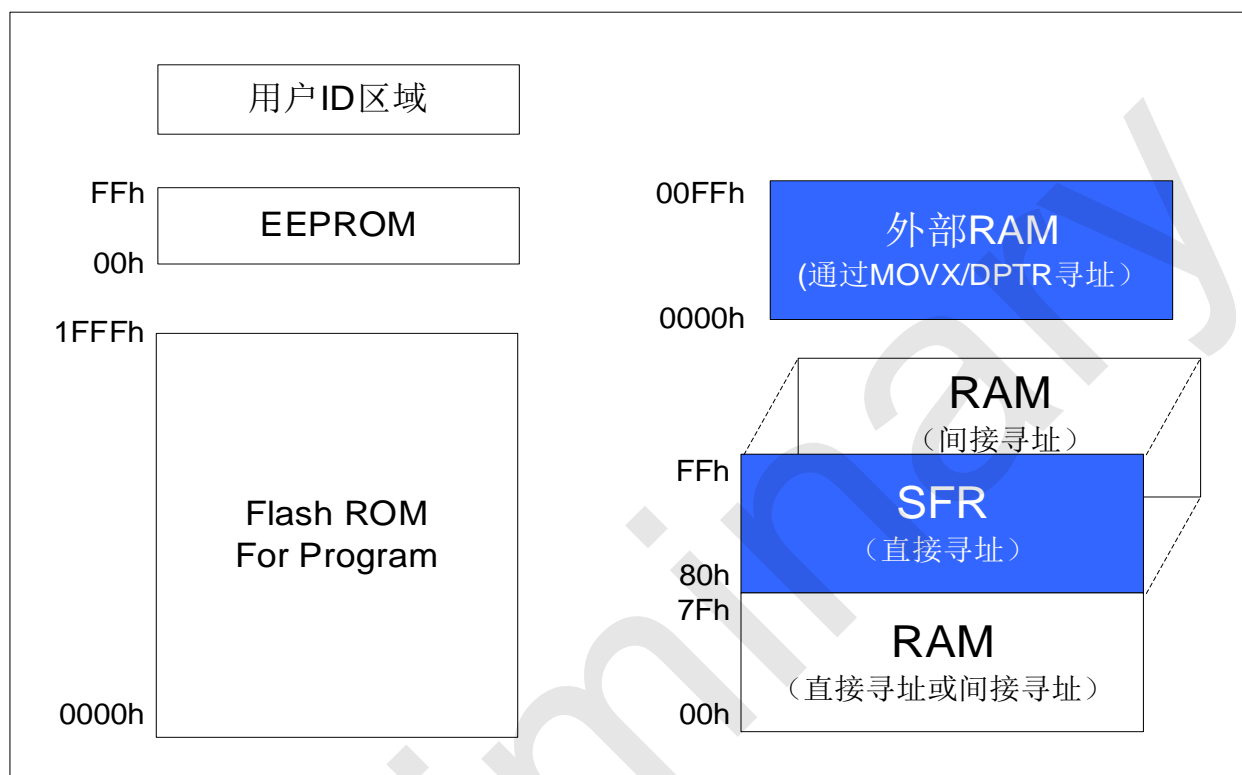 用户ID区域
FFh
EEPROM
00h
1FFFh
Flash ROM
For Program
0000h
00FFh
外部RAM
(通过MOVX/DPTR寻址）
0000h
RAM
（间接寻址）
FFh
SFR
（直接寻址）
80h
7Fh
RAM
（直接寻址或间接寻址）
00h
minary